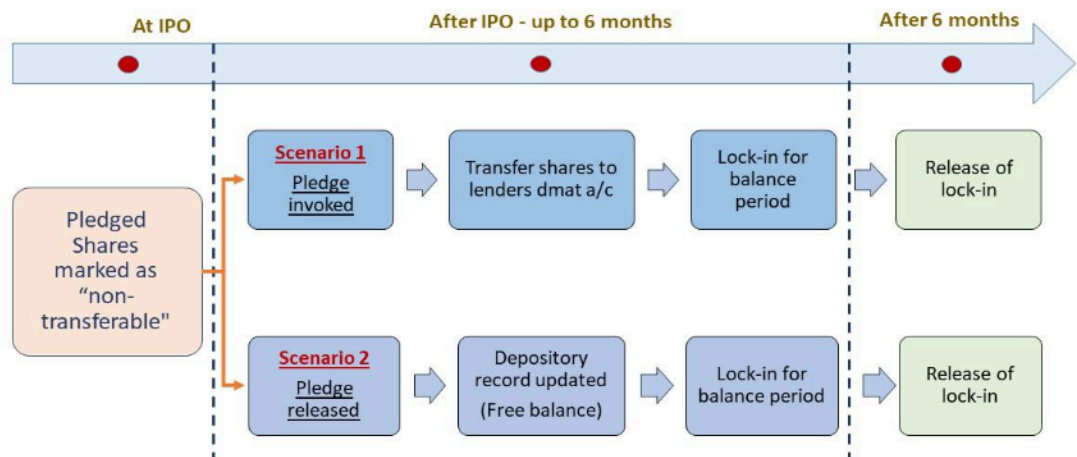 At IPO
After IPO - up to 6 months
After 6 months
Pledged
Shares
marked as
“non-
transferable"
Scenario 1
Pledge
invoked
Transfer shares to
lenders dmat a/c
Lock-in for
balance
period
Release of
lock-in
Scenario 2
Pledge
released
Depository
record updated
(Free balance)
Lock-in for
balance period
Release of
lock-in